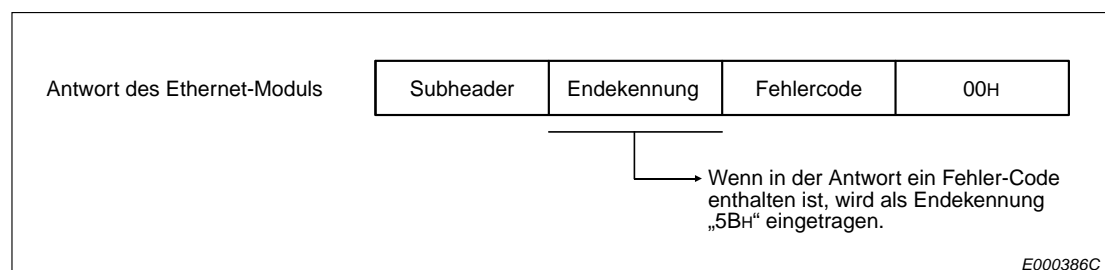 Antwort des Ethernet-Moduls Subheader Endekennung Fehlercode 00H
Wenn in der Antwort ein Fehler-Code
enthalten ist, wird als Endekennung
„5BH“ eingetragen.
E000386C